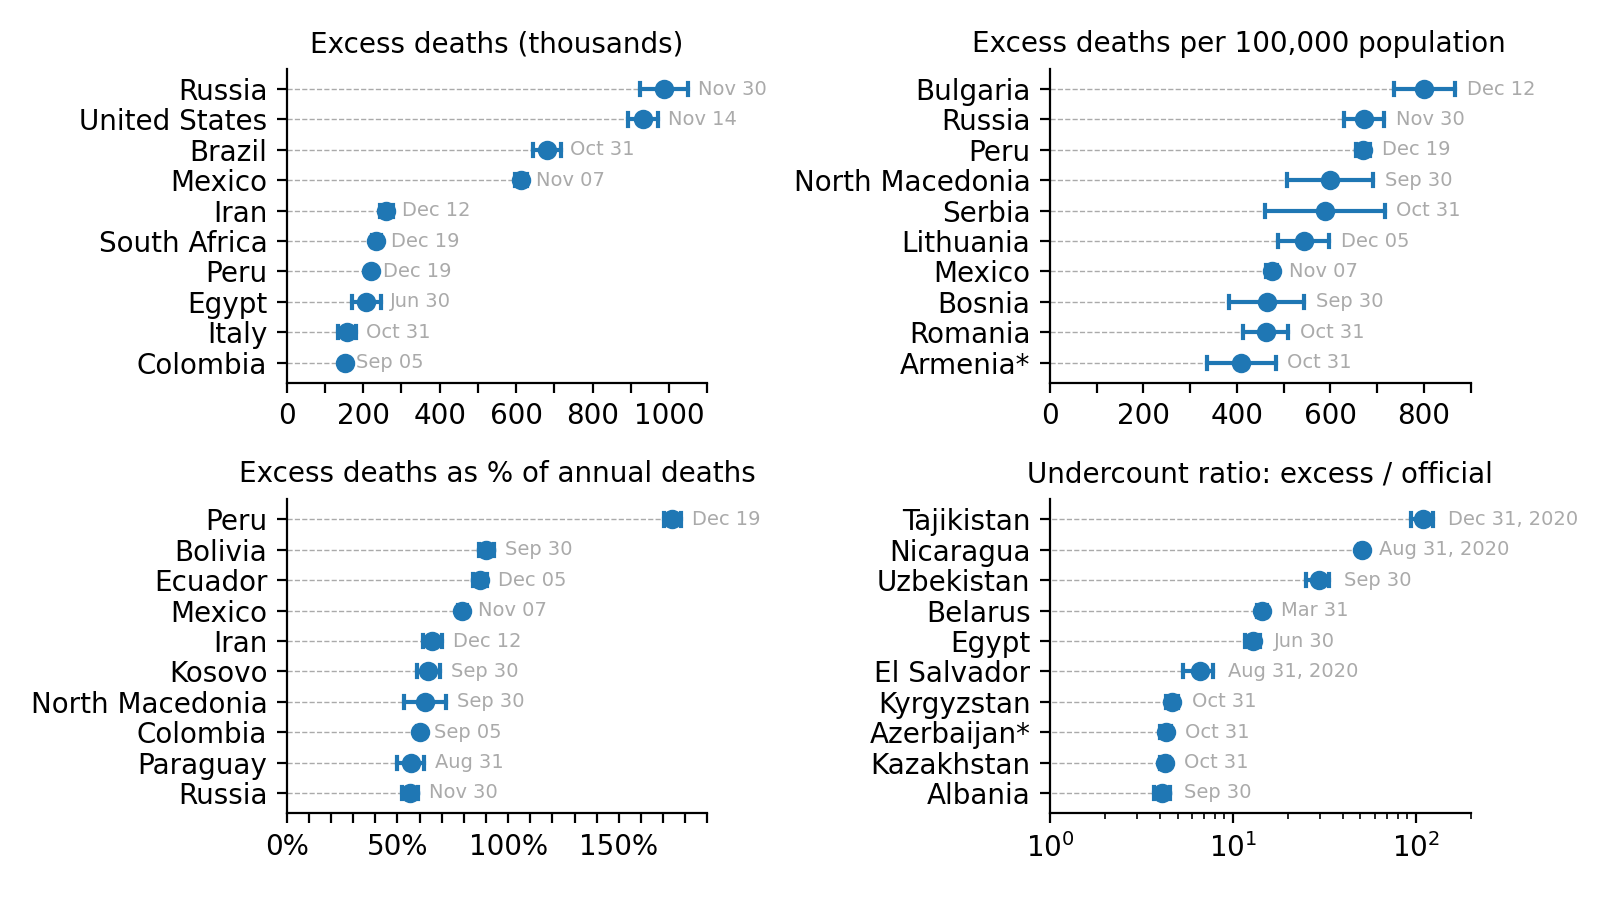 Excess deaths (thousands)
Russia Nov 30
United States Nov 14
Brazil Oct 31
Mexico Nov 07
Iran Dec 12
South Africa Dec 19
Peru Dec 19
Egypt Jun 30
Italy Oct 31
Colombia Sep 05
0 200 400 600 800 1000
Excess deaths per 100,000 population
Bulgaria Dec 12
Russia Nov 30
Peru Dec 19
North Macedonia Sep 30
Serbia Oct 31
Lithuania Dec 05
Mexico Nov 07
Bosnia Sep 30
Romania Oct 31
Armenia* Oct 31
0 200 400 600 800
Excess deaths as % of annual deaths
Peru Dec 19
Bolivia Sep 30
Ecuador Dec 05
Mexico Nov 07
Iran Dec 12
Kosovo Sep 30
North Macedonia Sep 30
Colombia Sep 05
Paraguay Aug 31
Russia Nov 30
0% 50% 100% 150%
Undercount ratio: excess / official
Tajikistan Dec 31, 2020
Nicaragua Aug 31, 2020
Uzbekistan Sep 30
Belarus Mar 31
Egypt Jun 30
El Salvador Aug 31, 2020
Kyrgyzstan Oct 31
Azerbaijan* Oct 31
Kazakhstan Oct 31
Albania Sep 30
10⁰ 10¹ 10²